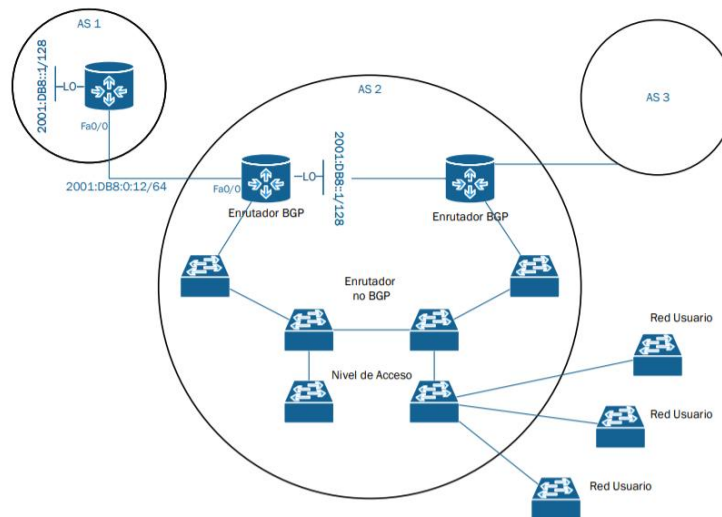 AS 1
2001:DB8::1/128
LO
Fa0/0
2001:DB8:0:12/64
AS 2
Fa0/0
LO
2001:DB8::1/128
Enrutador BGP
Enrutador BGP
AS 3
Enrutador
no BGP
Nivel de Acceso
Red Usuario
Red Usuario
Red Usuario